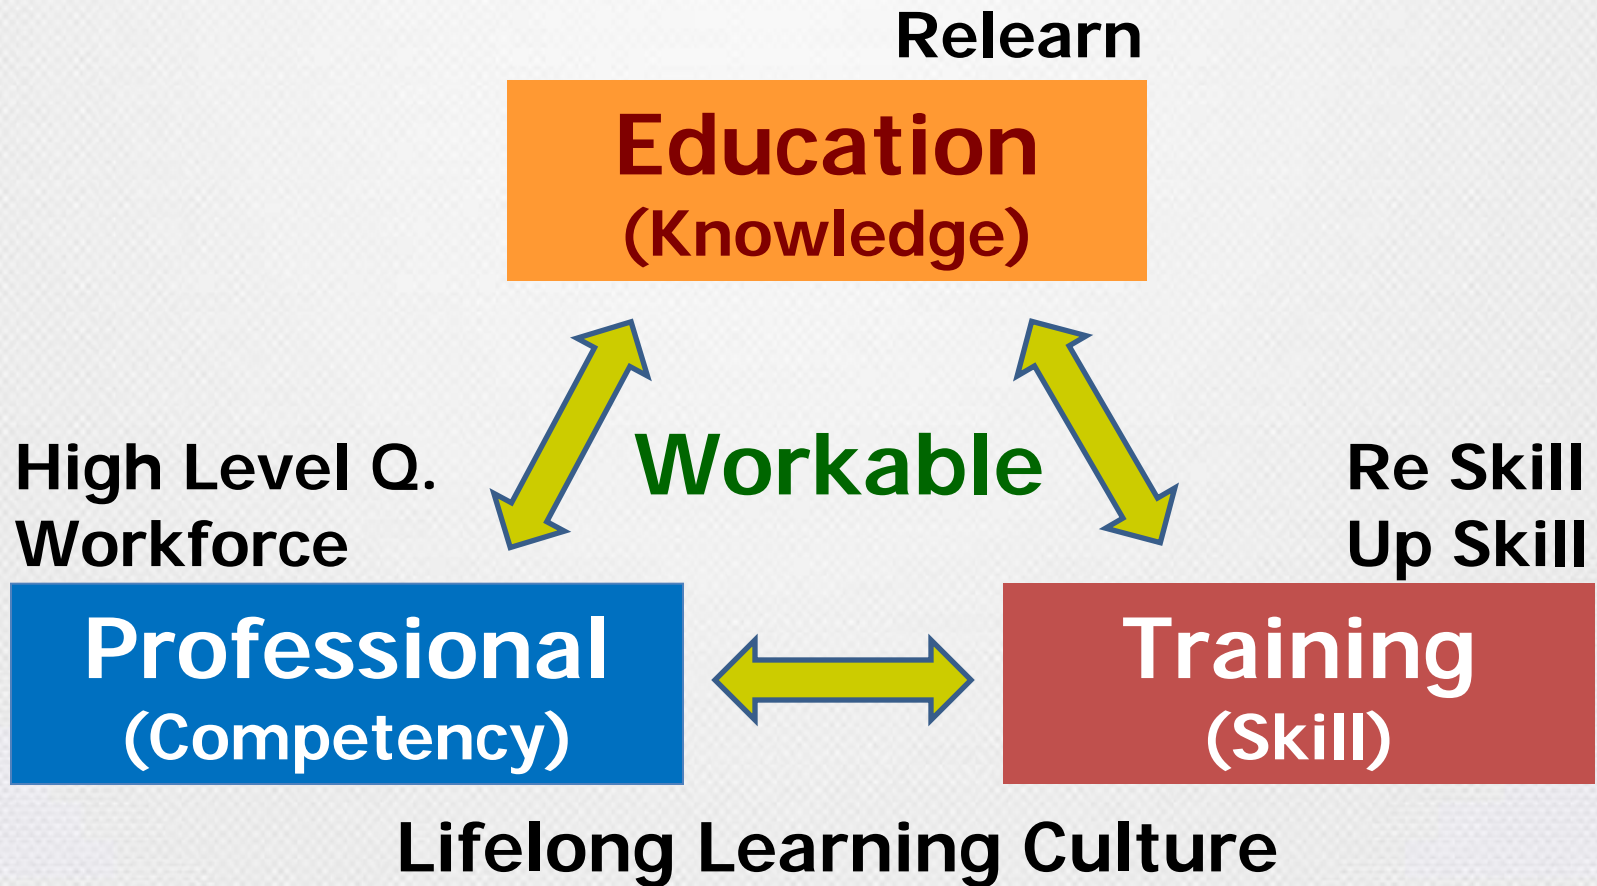 Relearn
Education
(Knowledge)
Workable
High Level Q.
Workforce
Re Skill
Up Skill
Professional
(Competency)
Training
(Skill)
Lifelong Learning Culture